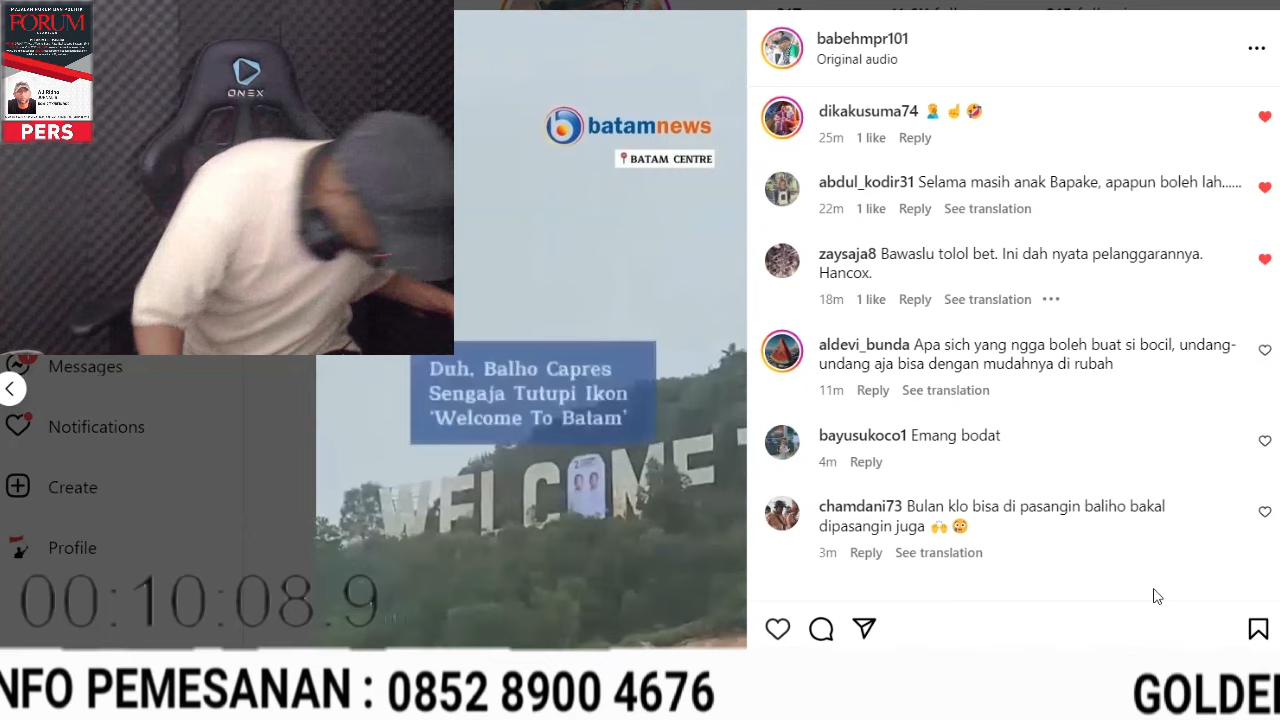 FORUM
PERS
ONEX
batamnews
BATAM CENTRE
Duh, Balho Capres
Sengaja Tutupi Ikon
'Welcome To Batam'
WELCOME
2
Messages
Notifications
Create
Profile
00:10:08.9
babehmpr101
Original audio
dikakusuma74 🤦 ☝ 🤣
25m 1 like Reply
abdul_kodir31 Selama masih anak Bapake, apapun boleh lah......
22m 1 like Reply See translation
zaysaja8 Bawaslu tolol bet. Ini dah nyata pelanggarannya.
Hancox.
18m 1 like Reply See translation
aldevi_bunda Apa sich yang ngga boleh buat si bocil, undang-
undang aja bisa dengan mudahnya di rubah
11m Reply See translation
bayusukoco1 Emang bodat
4m Reply
chamdani73 Bulan klo bisa di pasangin baliho bakal
dipasangin juga 🙌 😳
3m Reply See translation
NFO PEMESANAN : 0852 8900 4676
GOLDE